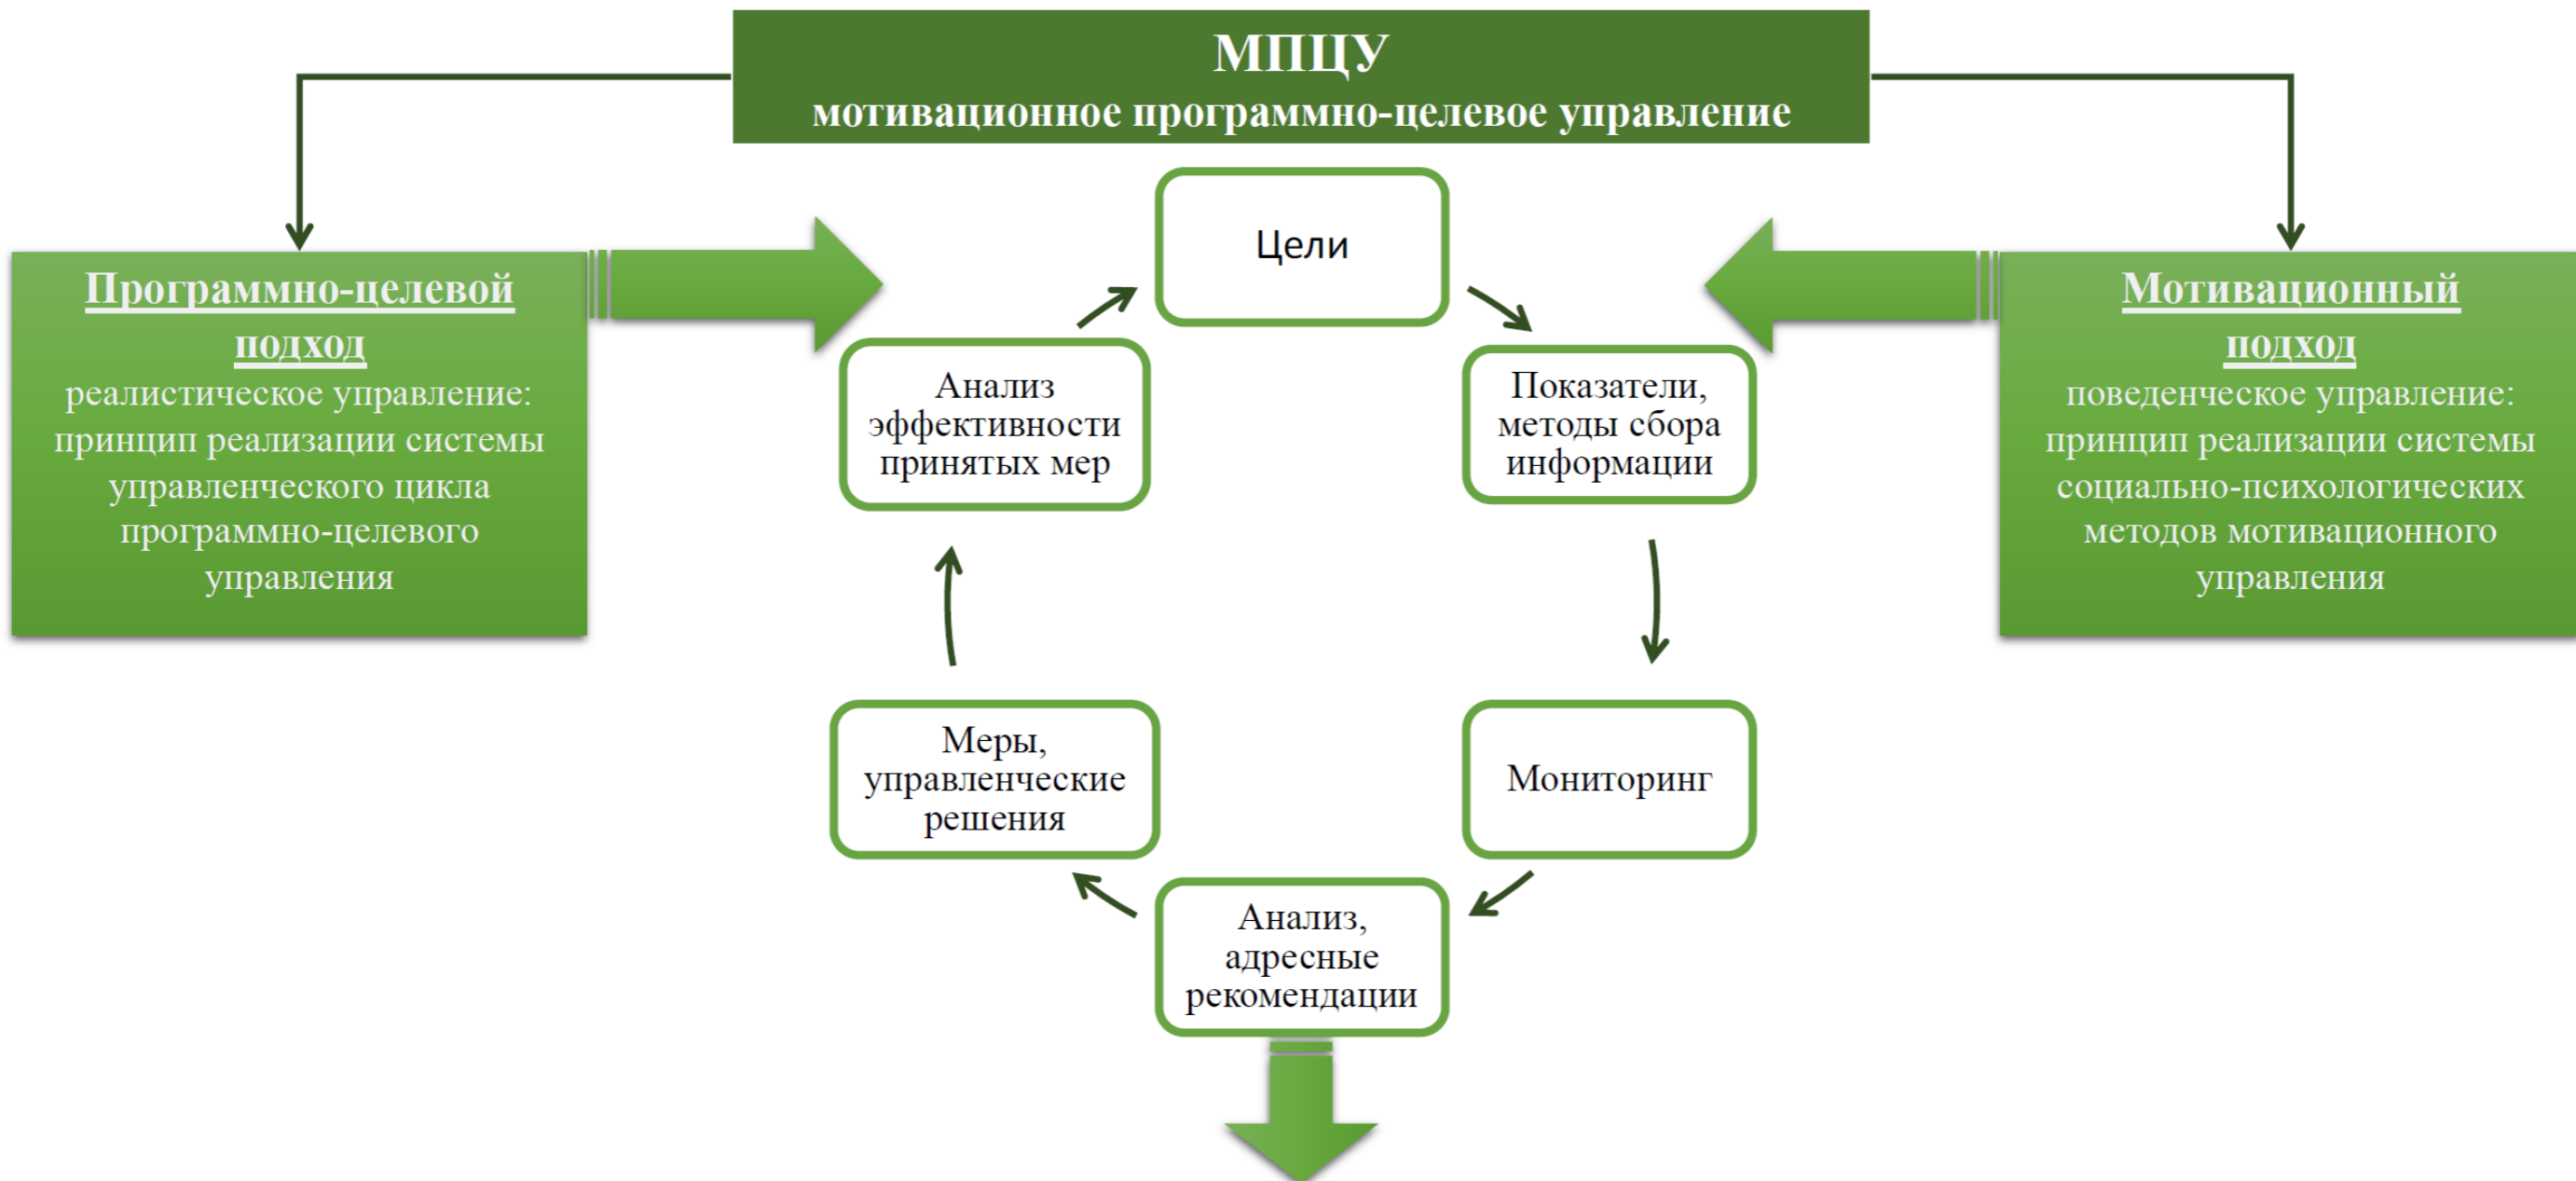 МПЦУ
мотивационное программно-целевое управление
Цели
Программно-целевой
подход
реалистическое управление:
принцип реализации системы
управленческого цикла
программно-целевого
управления
Мотивационный
подход
поведенческое управление:
принцип реализации системы
социально-психологических
методов мотивационного
управления
Анализ
эффективности
принятых мер
Показатели,
методы сбора
информации
Меры,
управленческие
решения
Мониторинг
Анализ,
адресные
рекомендации